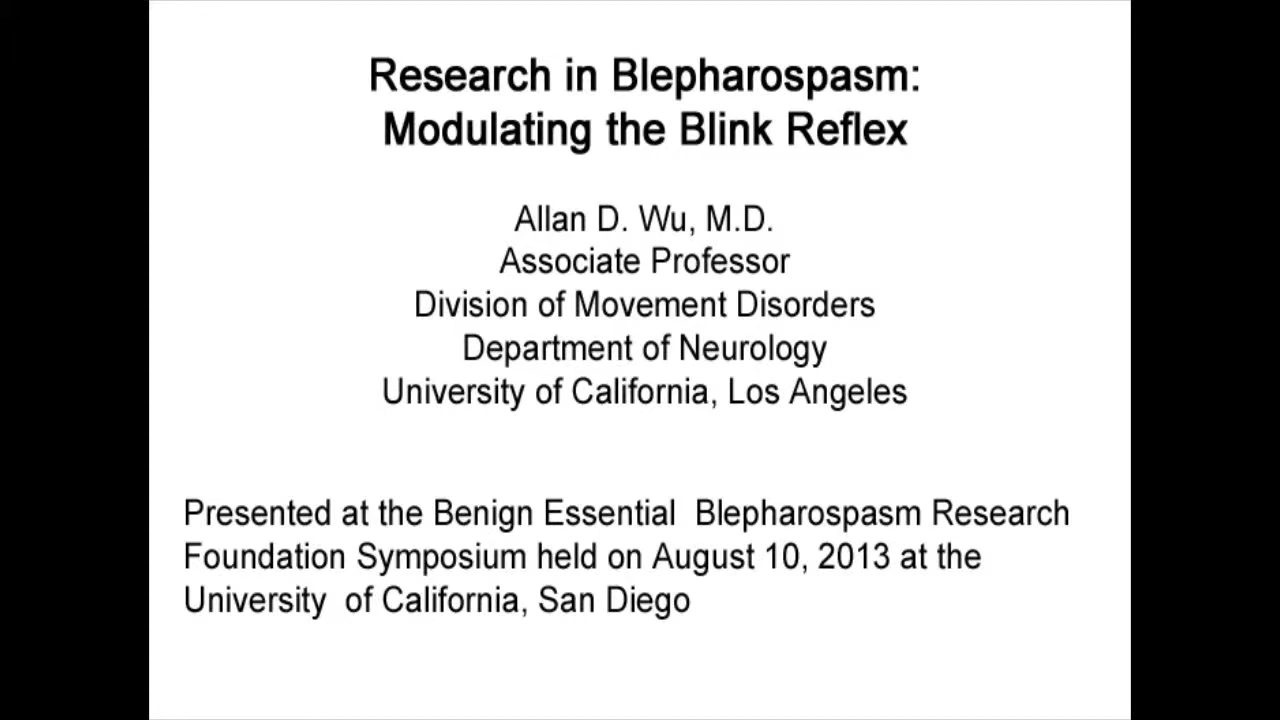 Research in Blepharospasm:
Modulating the Blink Reflex
Allan D. Wu, M.D.
Associate Professor
Division of Movement Disorders
Department of Neurology
University of California, Los Angeles
Presented at the Benign Essential  Blepharospasm Research
Foundation Symposium held on August 10, 2013 at the
University  of California, San Diego